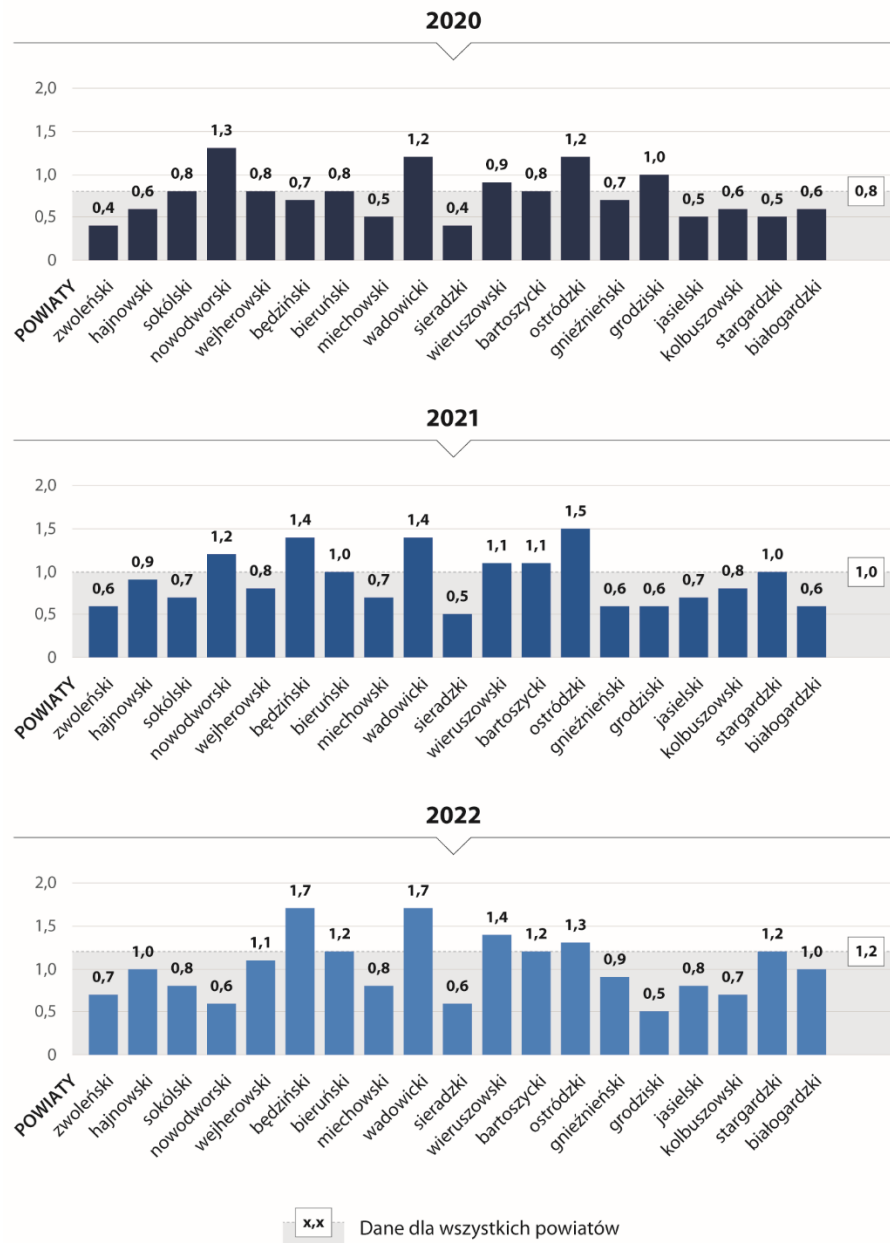 2020
2,0
1,5
1,0
0,5
0
0,4 0,6 0,8 1,3 0,8 0,7 0,8 0,5 1,2 0,4 0,9 0,8 1,2 0,7 1,0 0,5 0,6 0,5 0,6 0,8
POWIATY zwoleński hajnowski sokólski nowodworski wejherowski będziński bieruński miechowski wadowicki sieradzki wieruszowski bartoszycki ostródzki gnieźnieński grodziski jasielski kolbuszowski stargardzki białogardzki
2021
2,0
1,5
1,0
0,5
0
0,6 0,9 0,7 1,2 0,8 1,4 1,0 0,7 1,4 0,5 1,1 1,1 1,5 0,6 0,6 0,7 0,8 1,0 0,6 1,0
POWIATY zwoleński hajnowski sokólski nowodworski wejherowski będziński bieruński miechowski wadowicki sieradzki wieruszowski bartoszycki ostródzki gnieźnieński grodziski jasielski kolbuszowski stargardzki białogardzki
2022
2,0
1,5
1,0
0,5
0
0,7 1,0 0,8 0,6 1,1 1,7 1,2 0,8 1,7 0,6 1,4 1,2 1,3 0,9 0,5 0,8 0,7 1,2 1,0 1,2
POWIATY zwoleński hajnowski sokólski nowodworski wejherowski będziński bieruński miechowski wadowicki sieradzki wieruszowski bartoszycki ostródzki gnieźnieński grodziski jasielski kolbuszowski stargardzki białogardzki
x,x Dane dla wszystkich powiatów